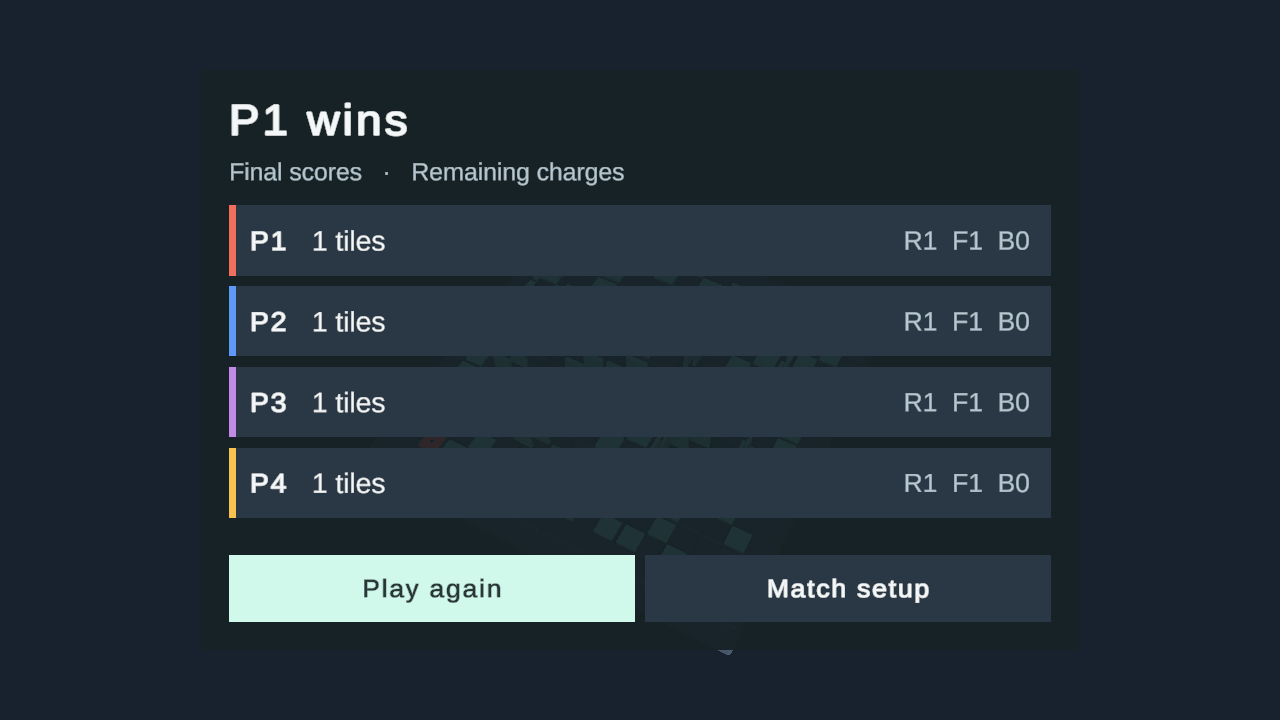 P1 wins
Final scores · Remaining charges
P1 1 tiles R1 F1 B0
P2 1 tiles R1 F1 B0
P3 1 tiles R1 F1 B0
P4 1 tiles R1 F1 B0
Play again Match setup